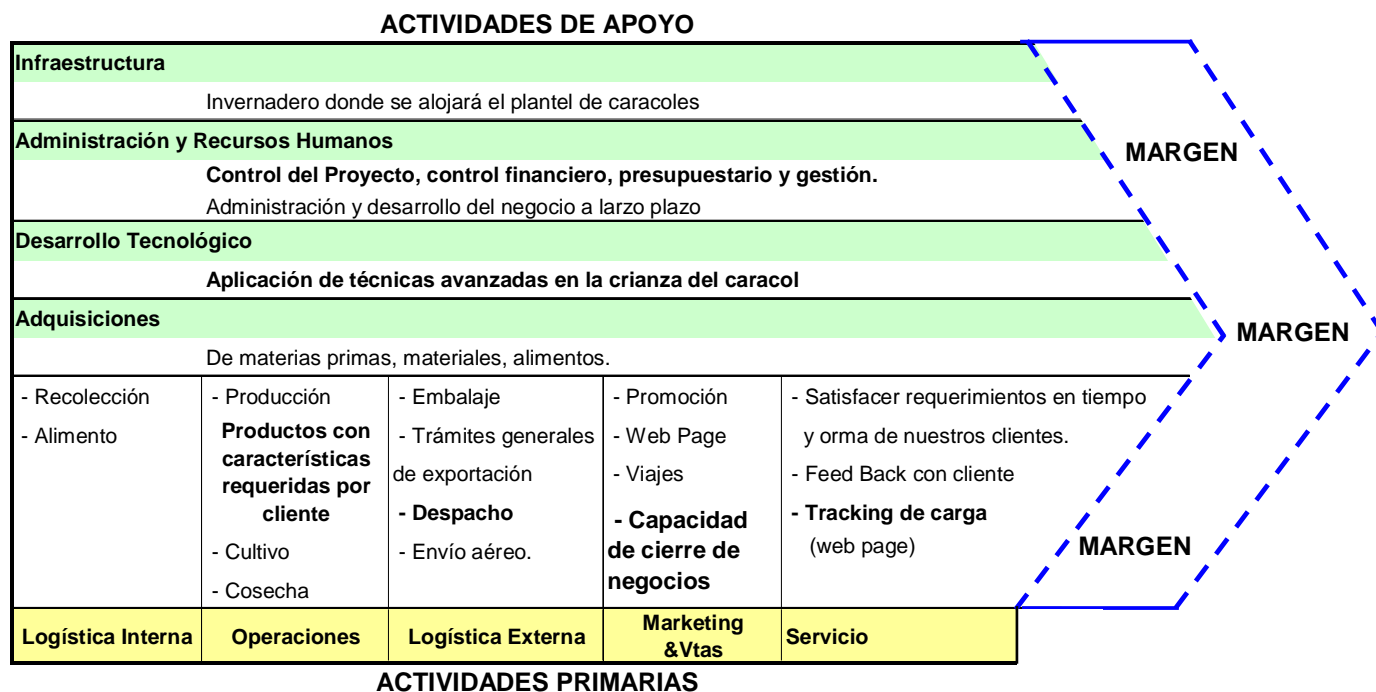 ACTIVIDADES DE APOYO
Infraestructura
Invernadero donde se alojará el plantel de caracoles
Administración y Recursos Humanos
Control del Proyecto, control financiero, presupuestario y gestión.
Administración y desarrollo del negocio a larzo plazo
Desarrollo Tecnológico
Aplicación de técnicas avanzadas en la crianza del caracol
Adquisiciones
De materias primas, materiales, alimentos.
MARGEN
MARGEN
MARGEN
- Recolección
- Alimento
- Producción
Productos con
características
requeridas por
cliente
- Cultivo
- Cosecha
- Embalaje
- Trámites generales
de exportación
- Despacho
- Envío aéreo.
- Promoción
- Web Page
- Viajes
- Capacidad
de cierre de
negocios
- Satisfacer requerimientos en tiempo
y orma de nuestros clientes.
- Feed Back con cliente
- Tracking de carga
(web page)
Logística Interna
Operaciones
Logística Externa
Marketing
&Vtas
Servicio
ACTIVIDADES PRIMARIAS